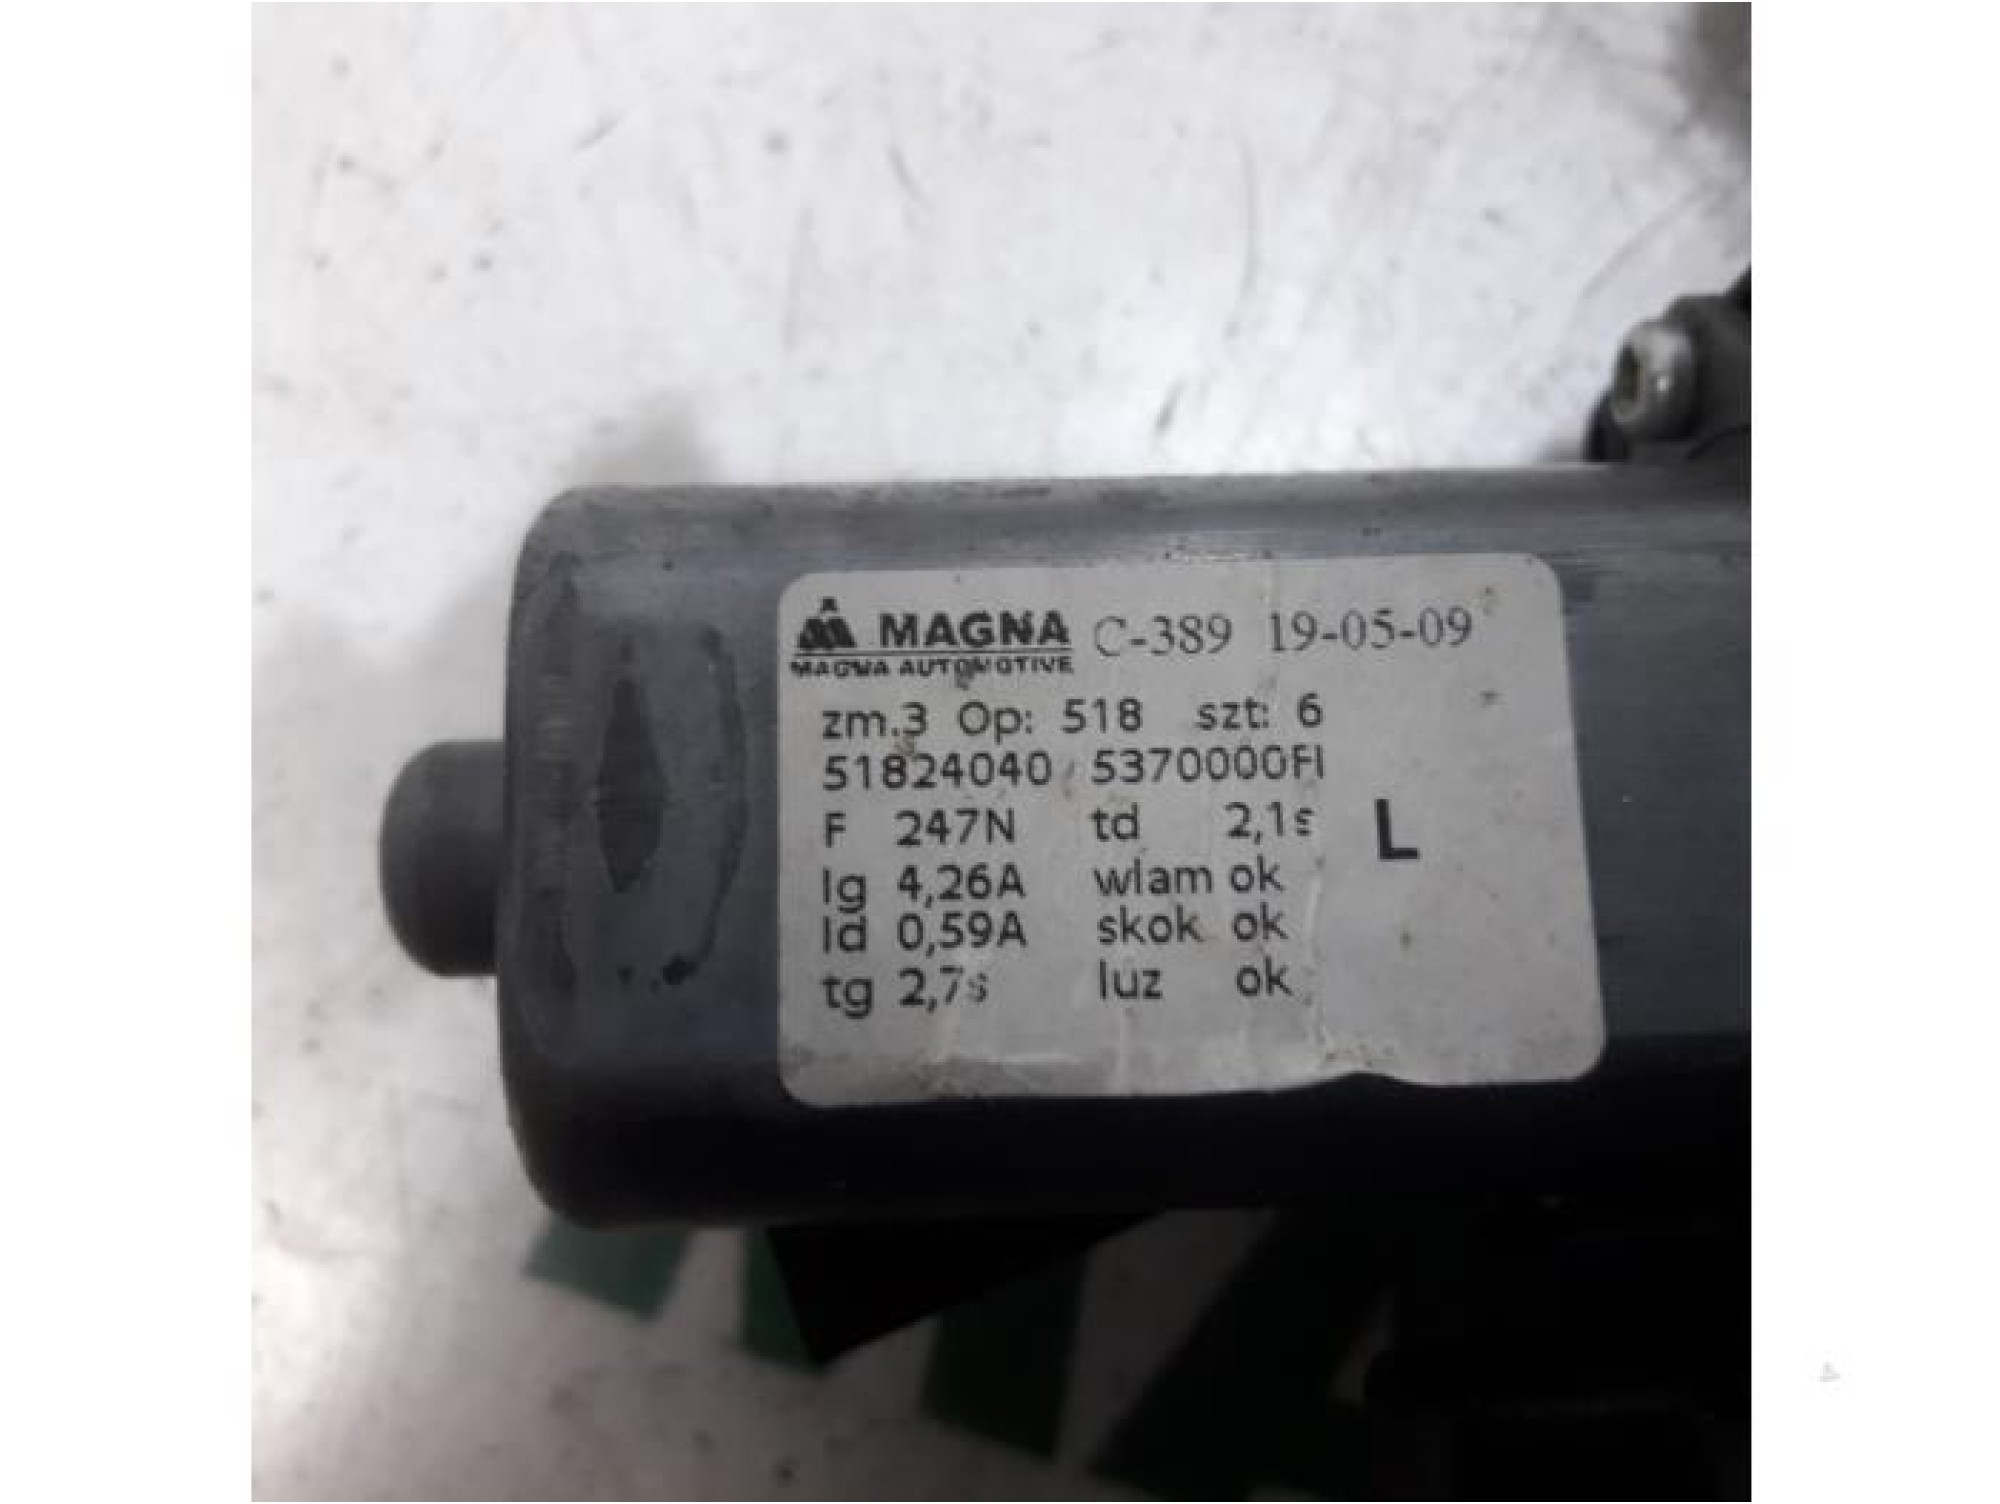 MAGNA C-389 19-05-09
MAGNA AUTOMOTIVE
zm.3 Op: 518 szt: 6
51824040 5370000FI
F 247N td 2,1s L
Ig 4,26A wlam ok
Id 0,59A skok ok
tg 2,7s luz ok